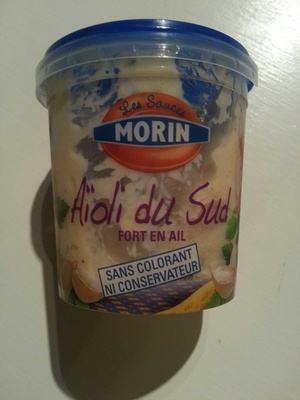 Les Sauces
MORIN
Aïoli du Sud
FORT EN AIL
SANS COLORANT
NI CONSERVATEUR